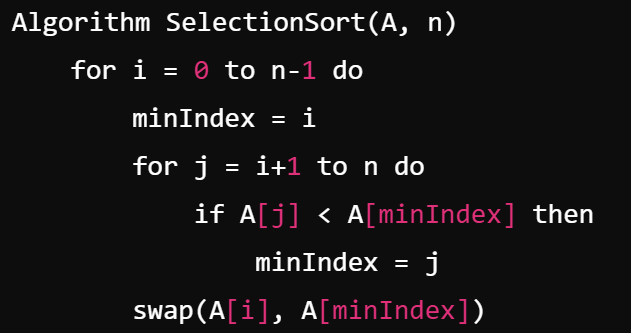 Algorithm SelectionSort(A, n)
for i = 0 to n-1 do
minIndex = i
for j = i+1 to n do
if A[j] < A[minIndex] then
minIndex = j
swap(A[i], A[minIndex])